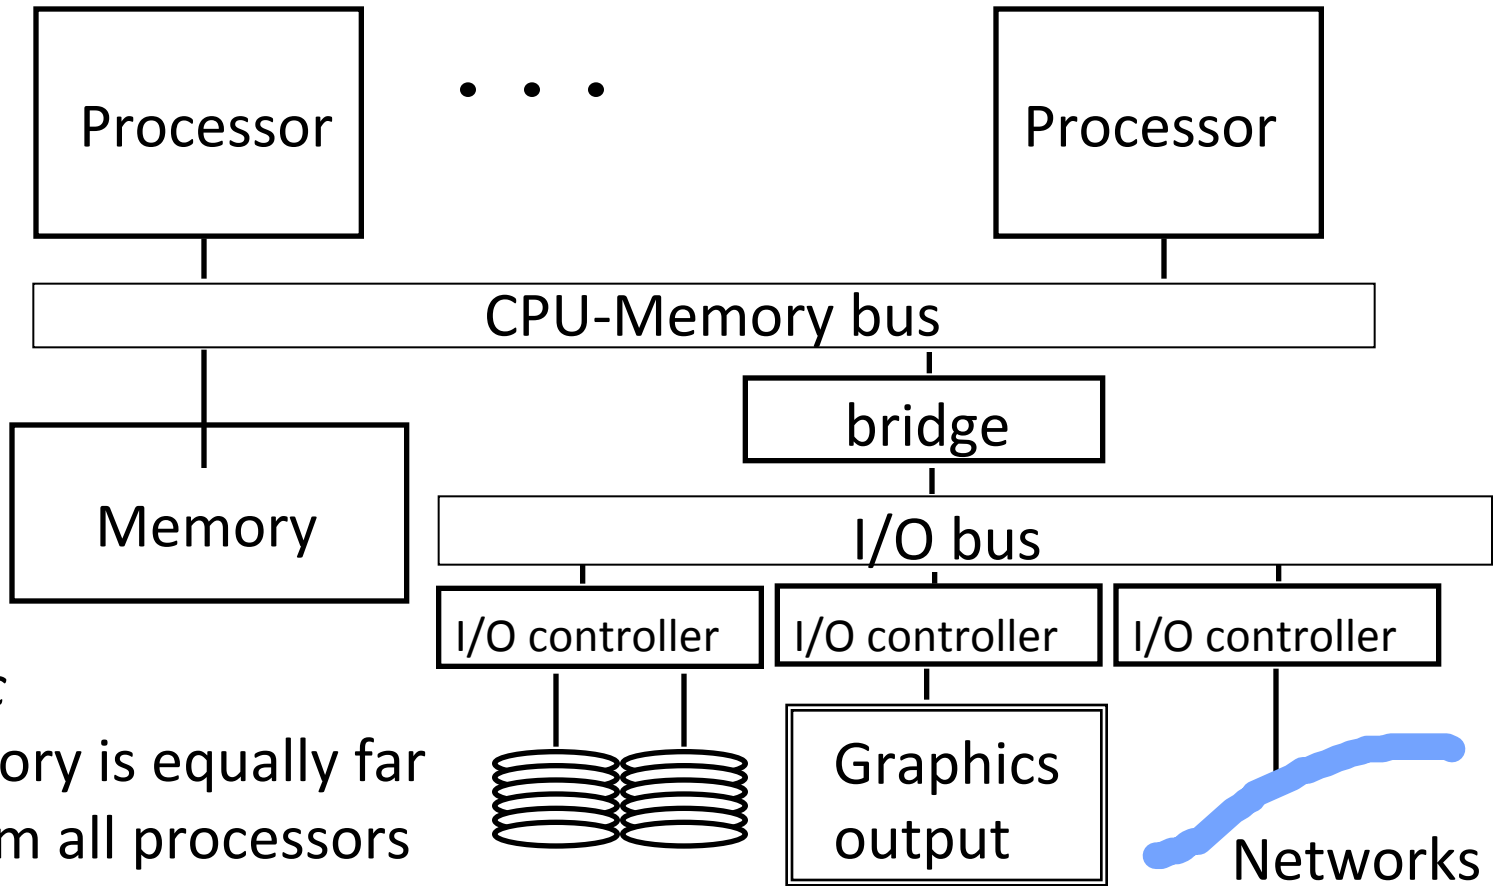 Processor
. . .
Processor
CPU-Memory bus
bridge
Memory
I/O bus
I/O controller
I/O controller
I/O controller
ory is equally far
m all processors
Graphics
output
Networks